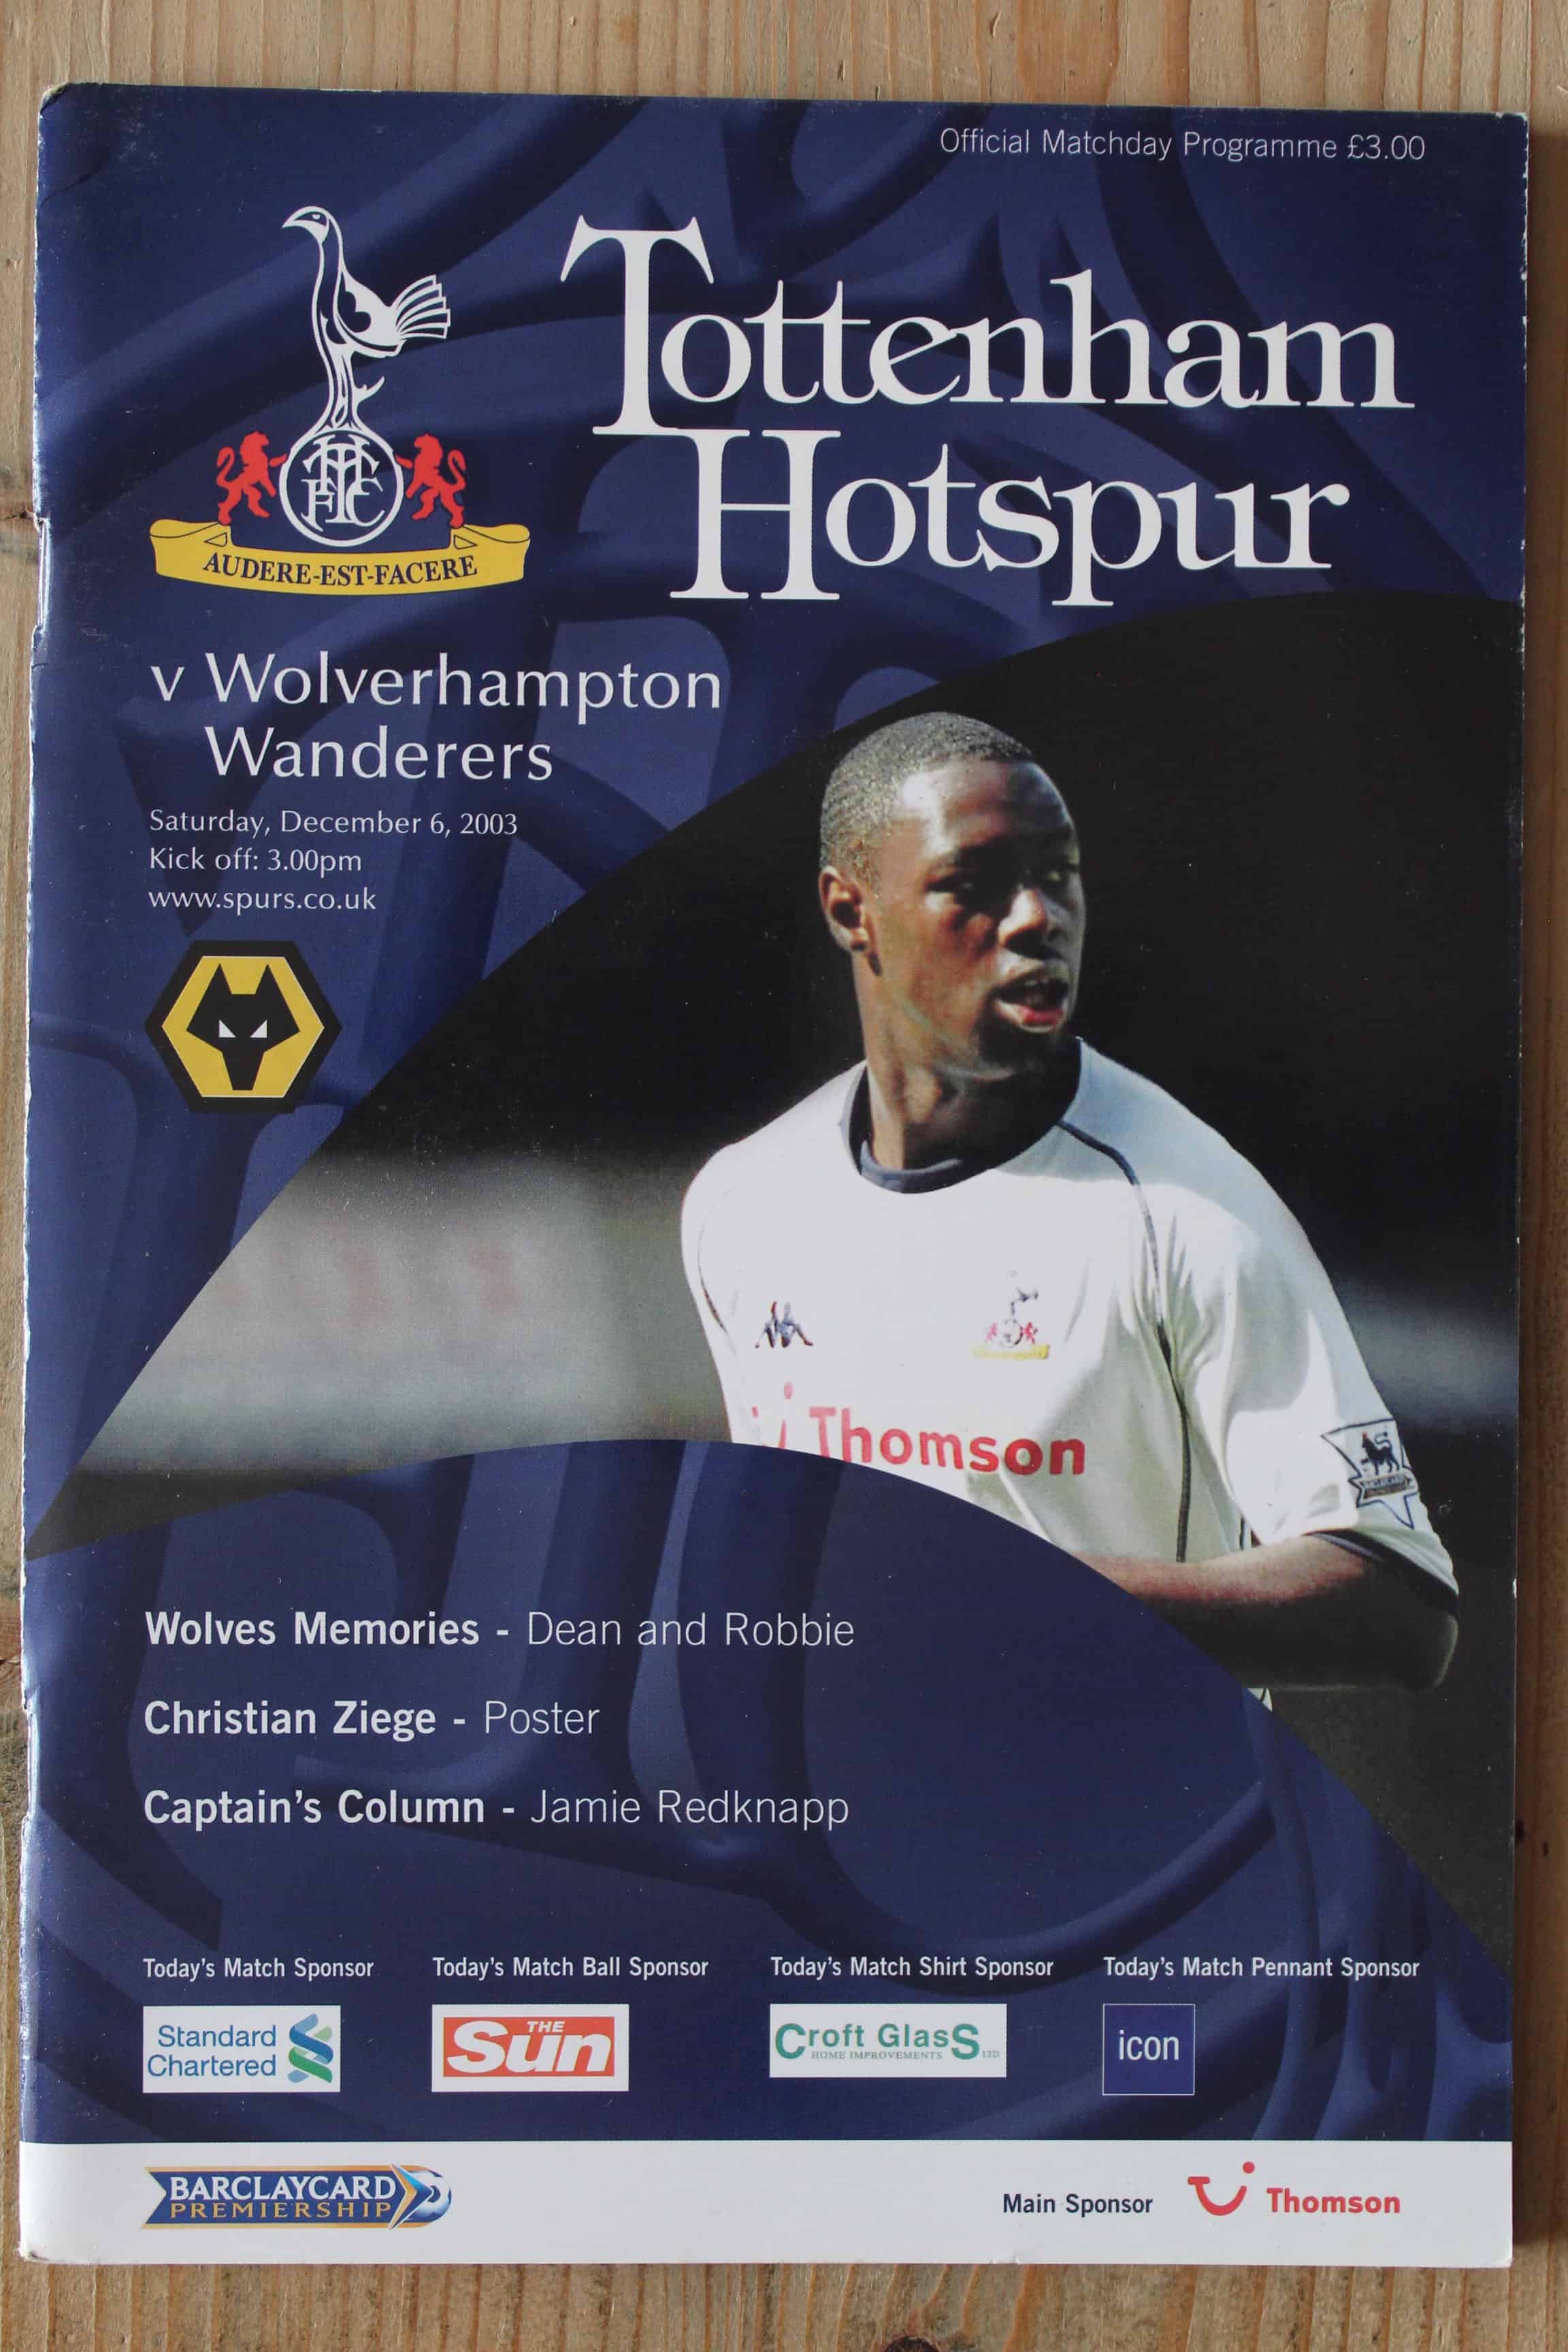 Official Matchday Programme £3.00
Tottenham
Hotspur
AUDERE-EST-FACERE
v Wolverhampton
Wanderers
Saturday, December 6, 2003
Kick off: 3.00pm
www.spurs.co.uk
Thomson
Wolves Memories - Dean and Robbie
Christian Ziege - Poster
Captain's Column - Jamie Redknapp
Today's Match Sponsor
Standard
Chartered
Today's Match Ball Sponsor
THE
Sun
Today's Match Shirt Sponsor
Croft GlasS
HOME IMPROVEMENTS LTD
Today's Match Pennant Sponsor
icon
BARCLAYCARD
PREMIERSHIP
Main Sponsor
Thomson